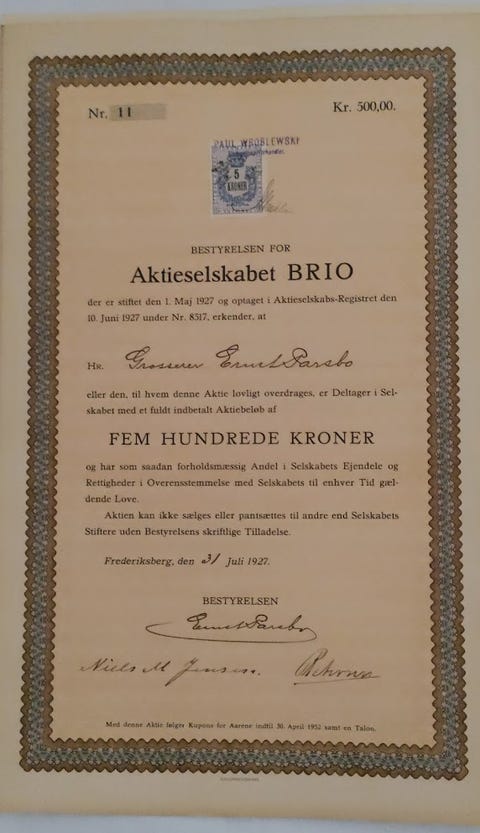 Nr. 11
Kr. 500,00.
PAUL WROBLEWSKI
5
KRONER
BESTYRELSEN FOR
Aktieselskabet BRIO
der er stiftet den 1. Maj 1927 og optaget i Aktieselskabs-Registret den
10. Juni 1927 under Nr. 8517, erkender, at
HR. Grosserer Ernst Parsbo
eller den, til hvem denne Aktie lovligt overdrages, er Deltager i Sel-
skabet med et fuldt indbetalt Aktiebeløb af
FEM HUNDREDE KRONER
og har som saadan forholdsmæssig Andel i Selskabets Ejendele og
Rettigheder i Overensstemmelse med Selskabets til enhver Tid gæl-
dende Love.
Aktien kan ikke sælges eller pantsættes til andre end Selskabets
Stiftere uden Bestyrelsens skriftlige Tilladelse.
Frederiksberg, den 31 Juli 1927.
BESTYRELSEN
Ernst Parsbo
Niels M Jensen.
Med denne Aktie følger Kupons for Aarene indtil 30. April 1952 samt en Talon.